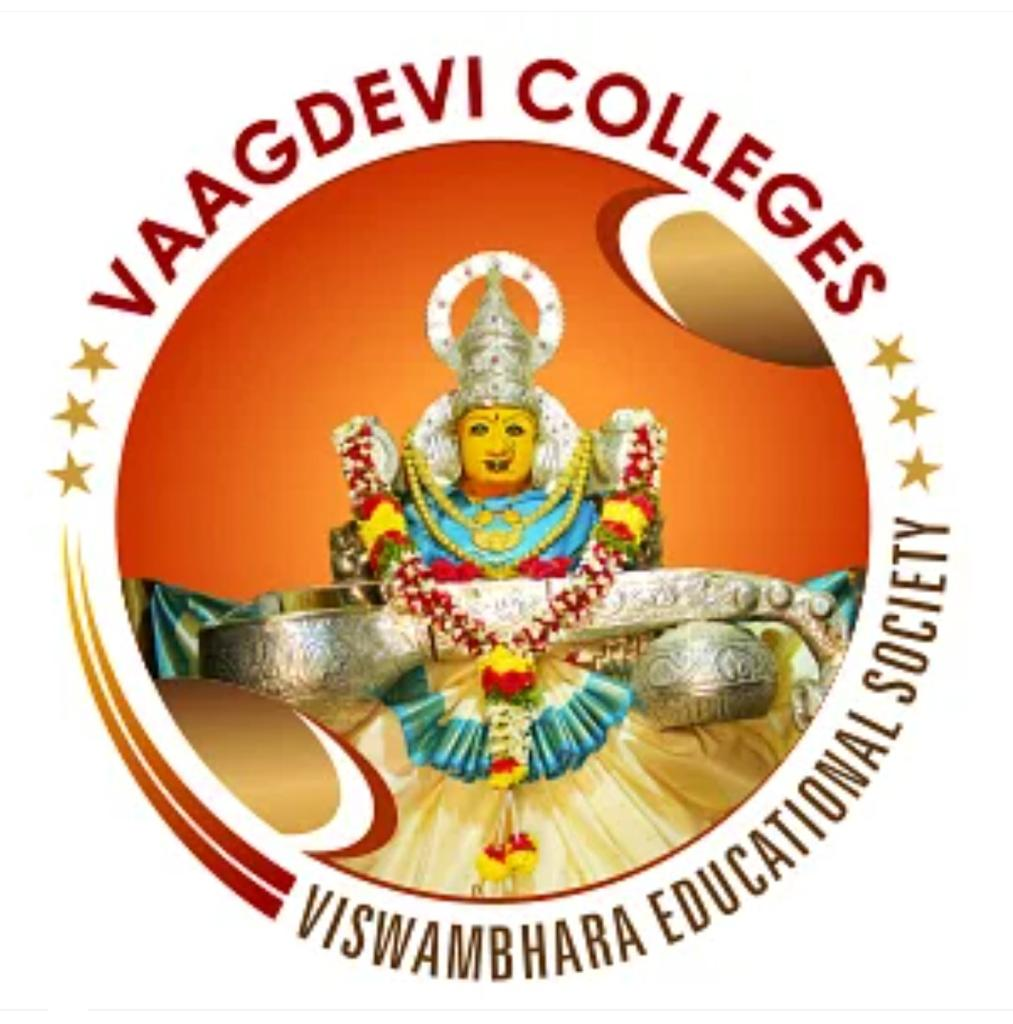 VAAGDEVI COLLEGES
VISWAMBHARA EDUCATIONAL SOCIETY